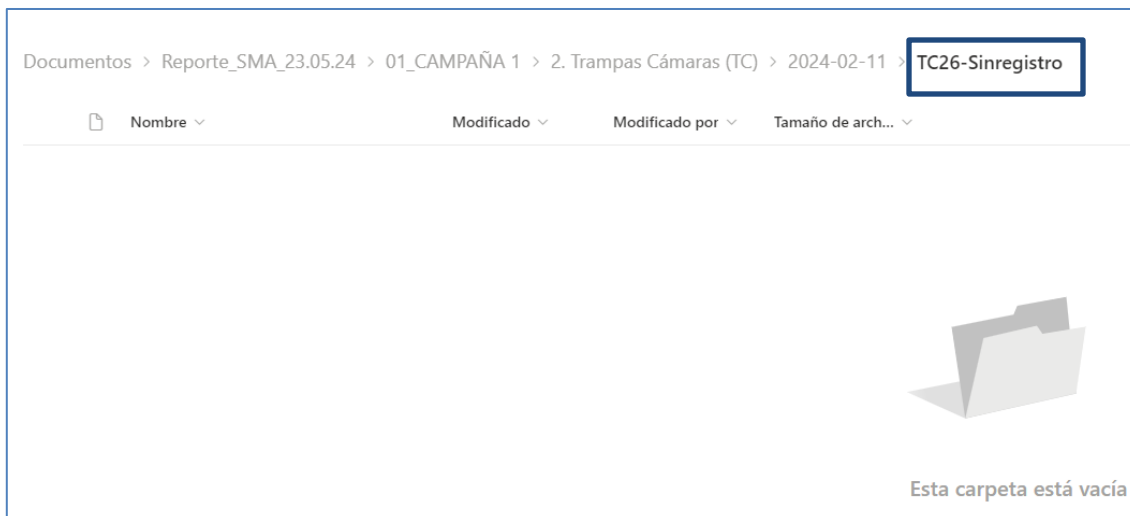 Documentos > Reporte_SMA_23.05.24 > 01_CAMPAÑA 1 > 2. Trampas Cámaras (TC) > 2024-02-11 > TC26-Sinregistro
Nombre Modificado Modificado por Tamaño de arch...
Esta carpeta está vacía